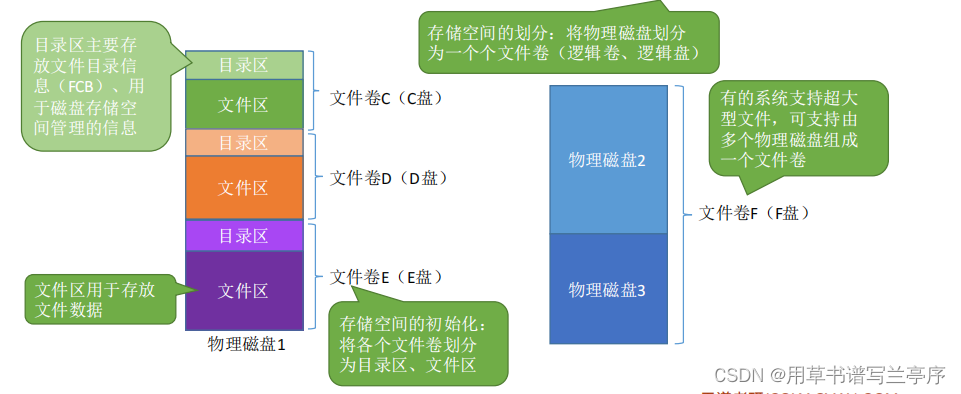 目录区主要存
放文件目录信
息（FCB）、用
于磁盘存储空
间管理的信息
文件区用于存放
文件数据
目录区
文件区
目录区
文件区
目录区
文件区
物理磁盘1
文件卷C（C盘）
文件卷D（D盘）
文件卷E（E盘）
存储空间的初始化：
将各个文件卷划分
为目录区、文件区
存储空间的划分：将物理磁盘划分
为一个个文件卷（逻辑卷、逻辑盘）
物理磁盘2
物理磁盘3
有的系统支持超大
型文件，可支持由
多个物理磁盘组成
一个文件卷
文件卷F（F盘）
CSDN @用草书谱写兰亭序